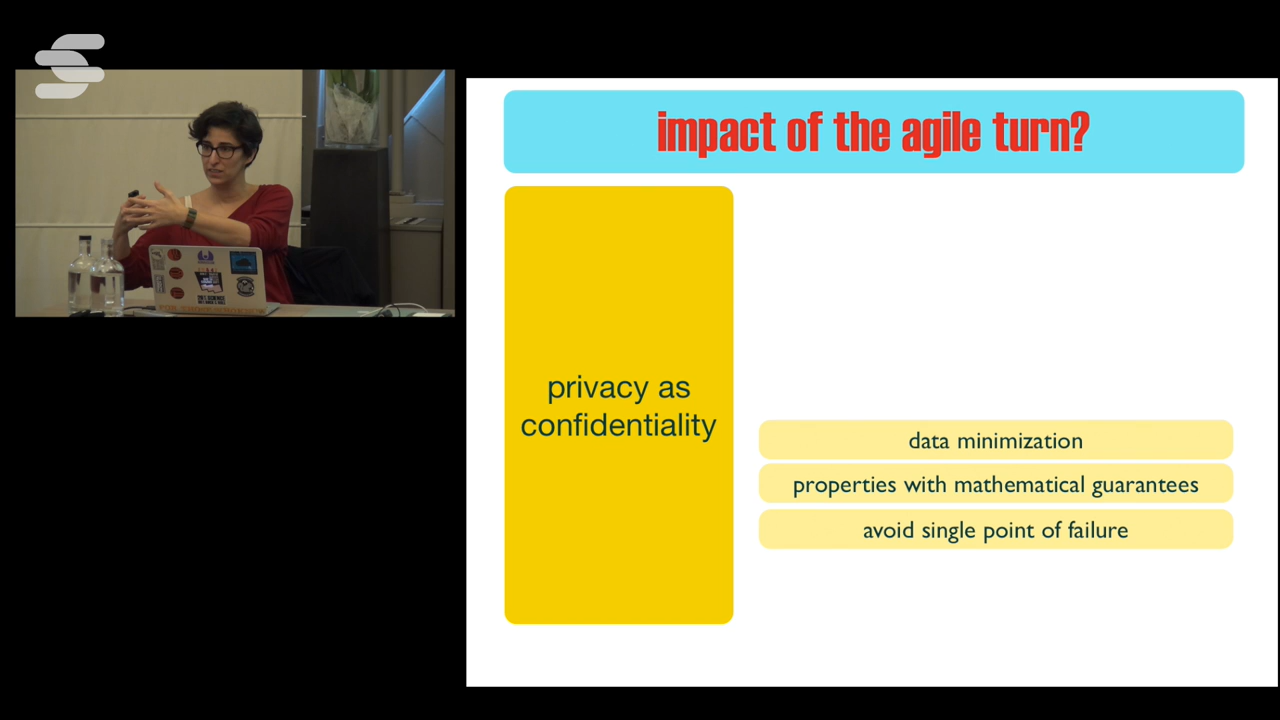 impact of the agile turn?
privacy as
confidentiality
data minimization
properties with mathematical guarantees
avoid single point of failure